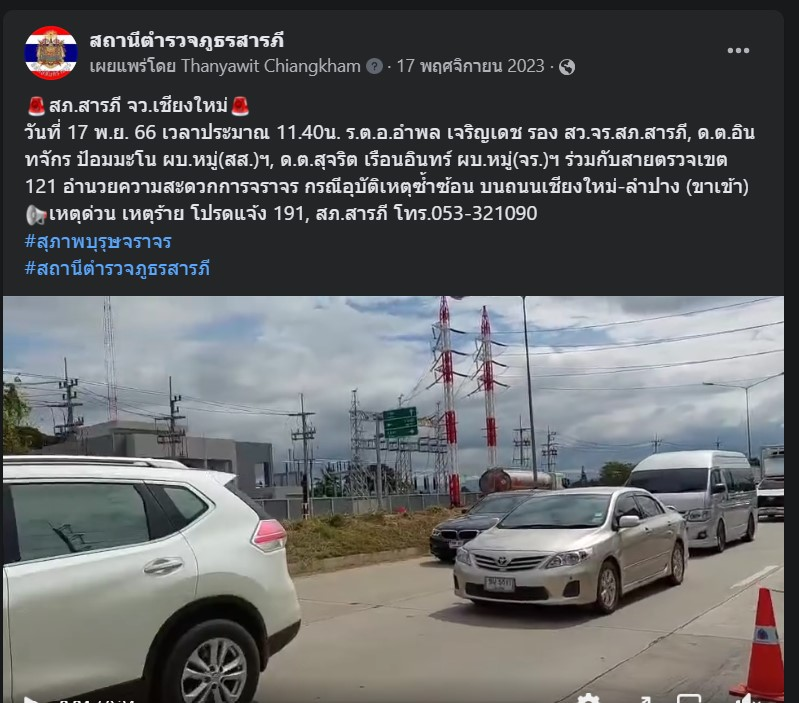 สถานีตำรวจภูธรสารภี
เผยแพร่โดย Thanyawit Chiangkham · 17 พฤศจิกายน 2023 ·
สภ.สารภี จว.เชียงใหม่
วันที่ 17 พ.ย. 66 เวลาประมาณ 11.40น. ร.ต.อ.อำพล เจริญเดช รอง สว.จร.สภ.สารภี, ด.ต.อิน
ทจักร ป้อมมะโน ผบ.หมู่(สส.)ฯ, ด.ต.สุจริต เรือนอินทร์ ผบ.หมู่(จร.)ฯ ร่วมกับสายตรวจเขต
121 อำนวยความสะดวกการจราจร กรณีอุบัติเหตุซ้ำซ้อน บนถนนเชียงใหม่-ลำปาง (ขาเข้า)
เหตุด่วน เหตุร้าย โปรดแจ้ง 191, สภ.สารภี โทร.053-321090
#สุภาพบุรุษจราจร
#สถานีตำรวจภูธรสารภี